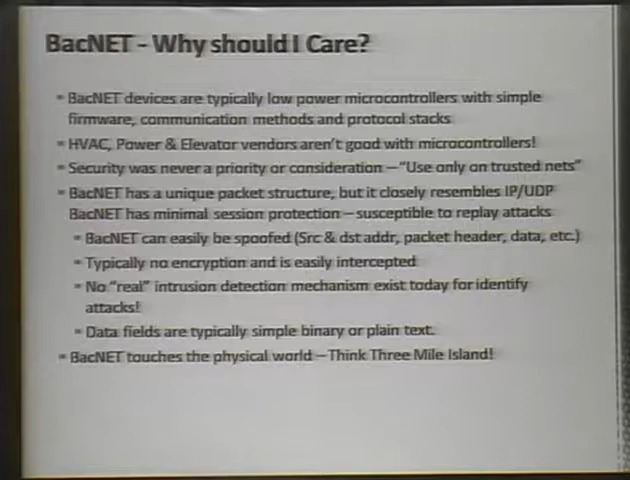 BacNET - Why should I Care?
BacNET devices are typically low power microcontrollers with simple
firmware, communication methods and protocol stacks
HVAC, Power & Elevator vendors aren't good with microcontrollers!
Security was never a priority or consideration – "Use only on trusted nets"
BacNET has a unique packet structure, but it closely resembles IP/UDP
BacNET has minimal session protection – susceptible to replay attacks
BacNET can easily be spoofed (Src & dst addr, packet header, data, etc.)
Typically no encryption and is easily intercepted
No "real" intrusion detection mechanism exist today for identify
attacks!
Data fields are typically simple binary or plain text.
BacNET touches the physical world – Think Three Mile Island!